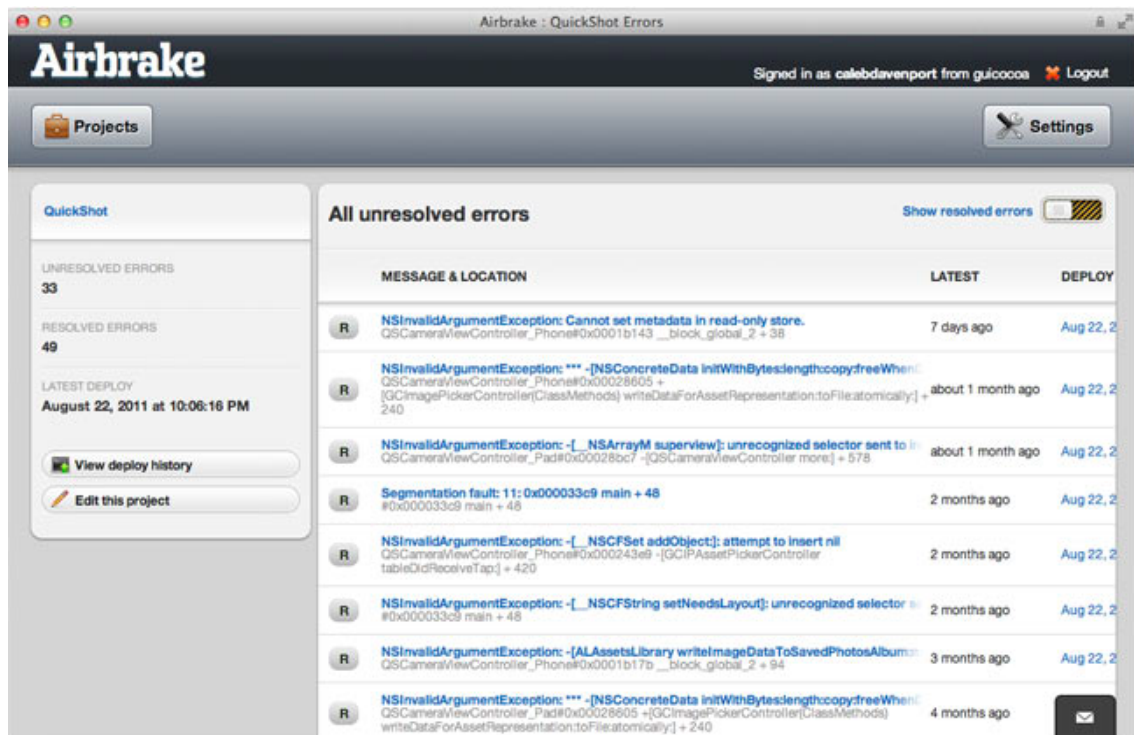 Airbrake : QuickShot Errors
Airbrake
Signed in as calebdavenport from guicocoa
Logout
Projects
Settings
QuickShot
UNRESOLVED ERRORS
33
RESOLVED ERRORS
49
LATEST DEPLOY
August 22, 2011 at 10:06:16 PM
View deploy history
Edit this project
All unresolved errors
Show resolved errors
MESSAGE & LOCATION
LATEST
DEPLOY
R
NSInvalidArgumentException: Cannot set metadata in read-only store.
QSCameraViewController_Phone#0x0001b143 __block_global_2 + 38
7 days ago
Aug 22, 2
R
NSInvalidArgumentException: *** -[NSConcreteData initWithBytes:length:copy:freeWhen
QSCameraViewController_Phone#0x00028605 +
[GCImagePickerController(ClassMethods) writeDataForAssetRepresentation:toFile:atomically:] +
240
about 1 month ago
Aug 22, 2
R
NSInvalidArgumentException: -[__NSArrayM superview]: unrecognized selector sent to in
QSCameraViewController_Pad#0x00028bc7 -[QSCameraViewController more:] + 578
about 1 month ago
Aug 22, 2
R
Segmentation fault: 11: 0x000033c9 main + 48
#0x000033c9 main + 48
2 months ago
Aug 22, 2
R
NSInvalidArgumentException: -[__NSCFSet addObject:]: attempt to insert nil
QSCameraViewController_Phone#0x000243e9 -[GCIPAssetPickerController
tableDidReceiveTap:] + 420
2 months ago
Aug 22, 2
R
NSInvalidArgumentException: -[__NSCFString setNeedsLayout]: unrecognized selector
#0x000033c9 main + 48
2 months ago
Aug 22, 2
R
NSInvalidArgumentException: -[ALAssetsLibrary writeImageDataToSavedPhotosAlbum:
QSCameraViewController_Phone#0x0001b17b __block_global_2 + 94
3 months ago
Aug 22, 2
R
NSInvalidArgumentException: *** -[NSConcreteData initWithBytes:length:copy:freeWhen
QSCameraViewController_Pad#0x00028605 +[GCImagePickerController(ClassMethods)
writeDataForAssetRepresentation:toFile:atomically:] + 240
4 months ago